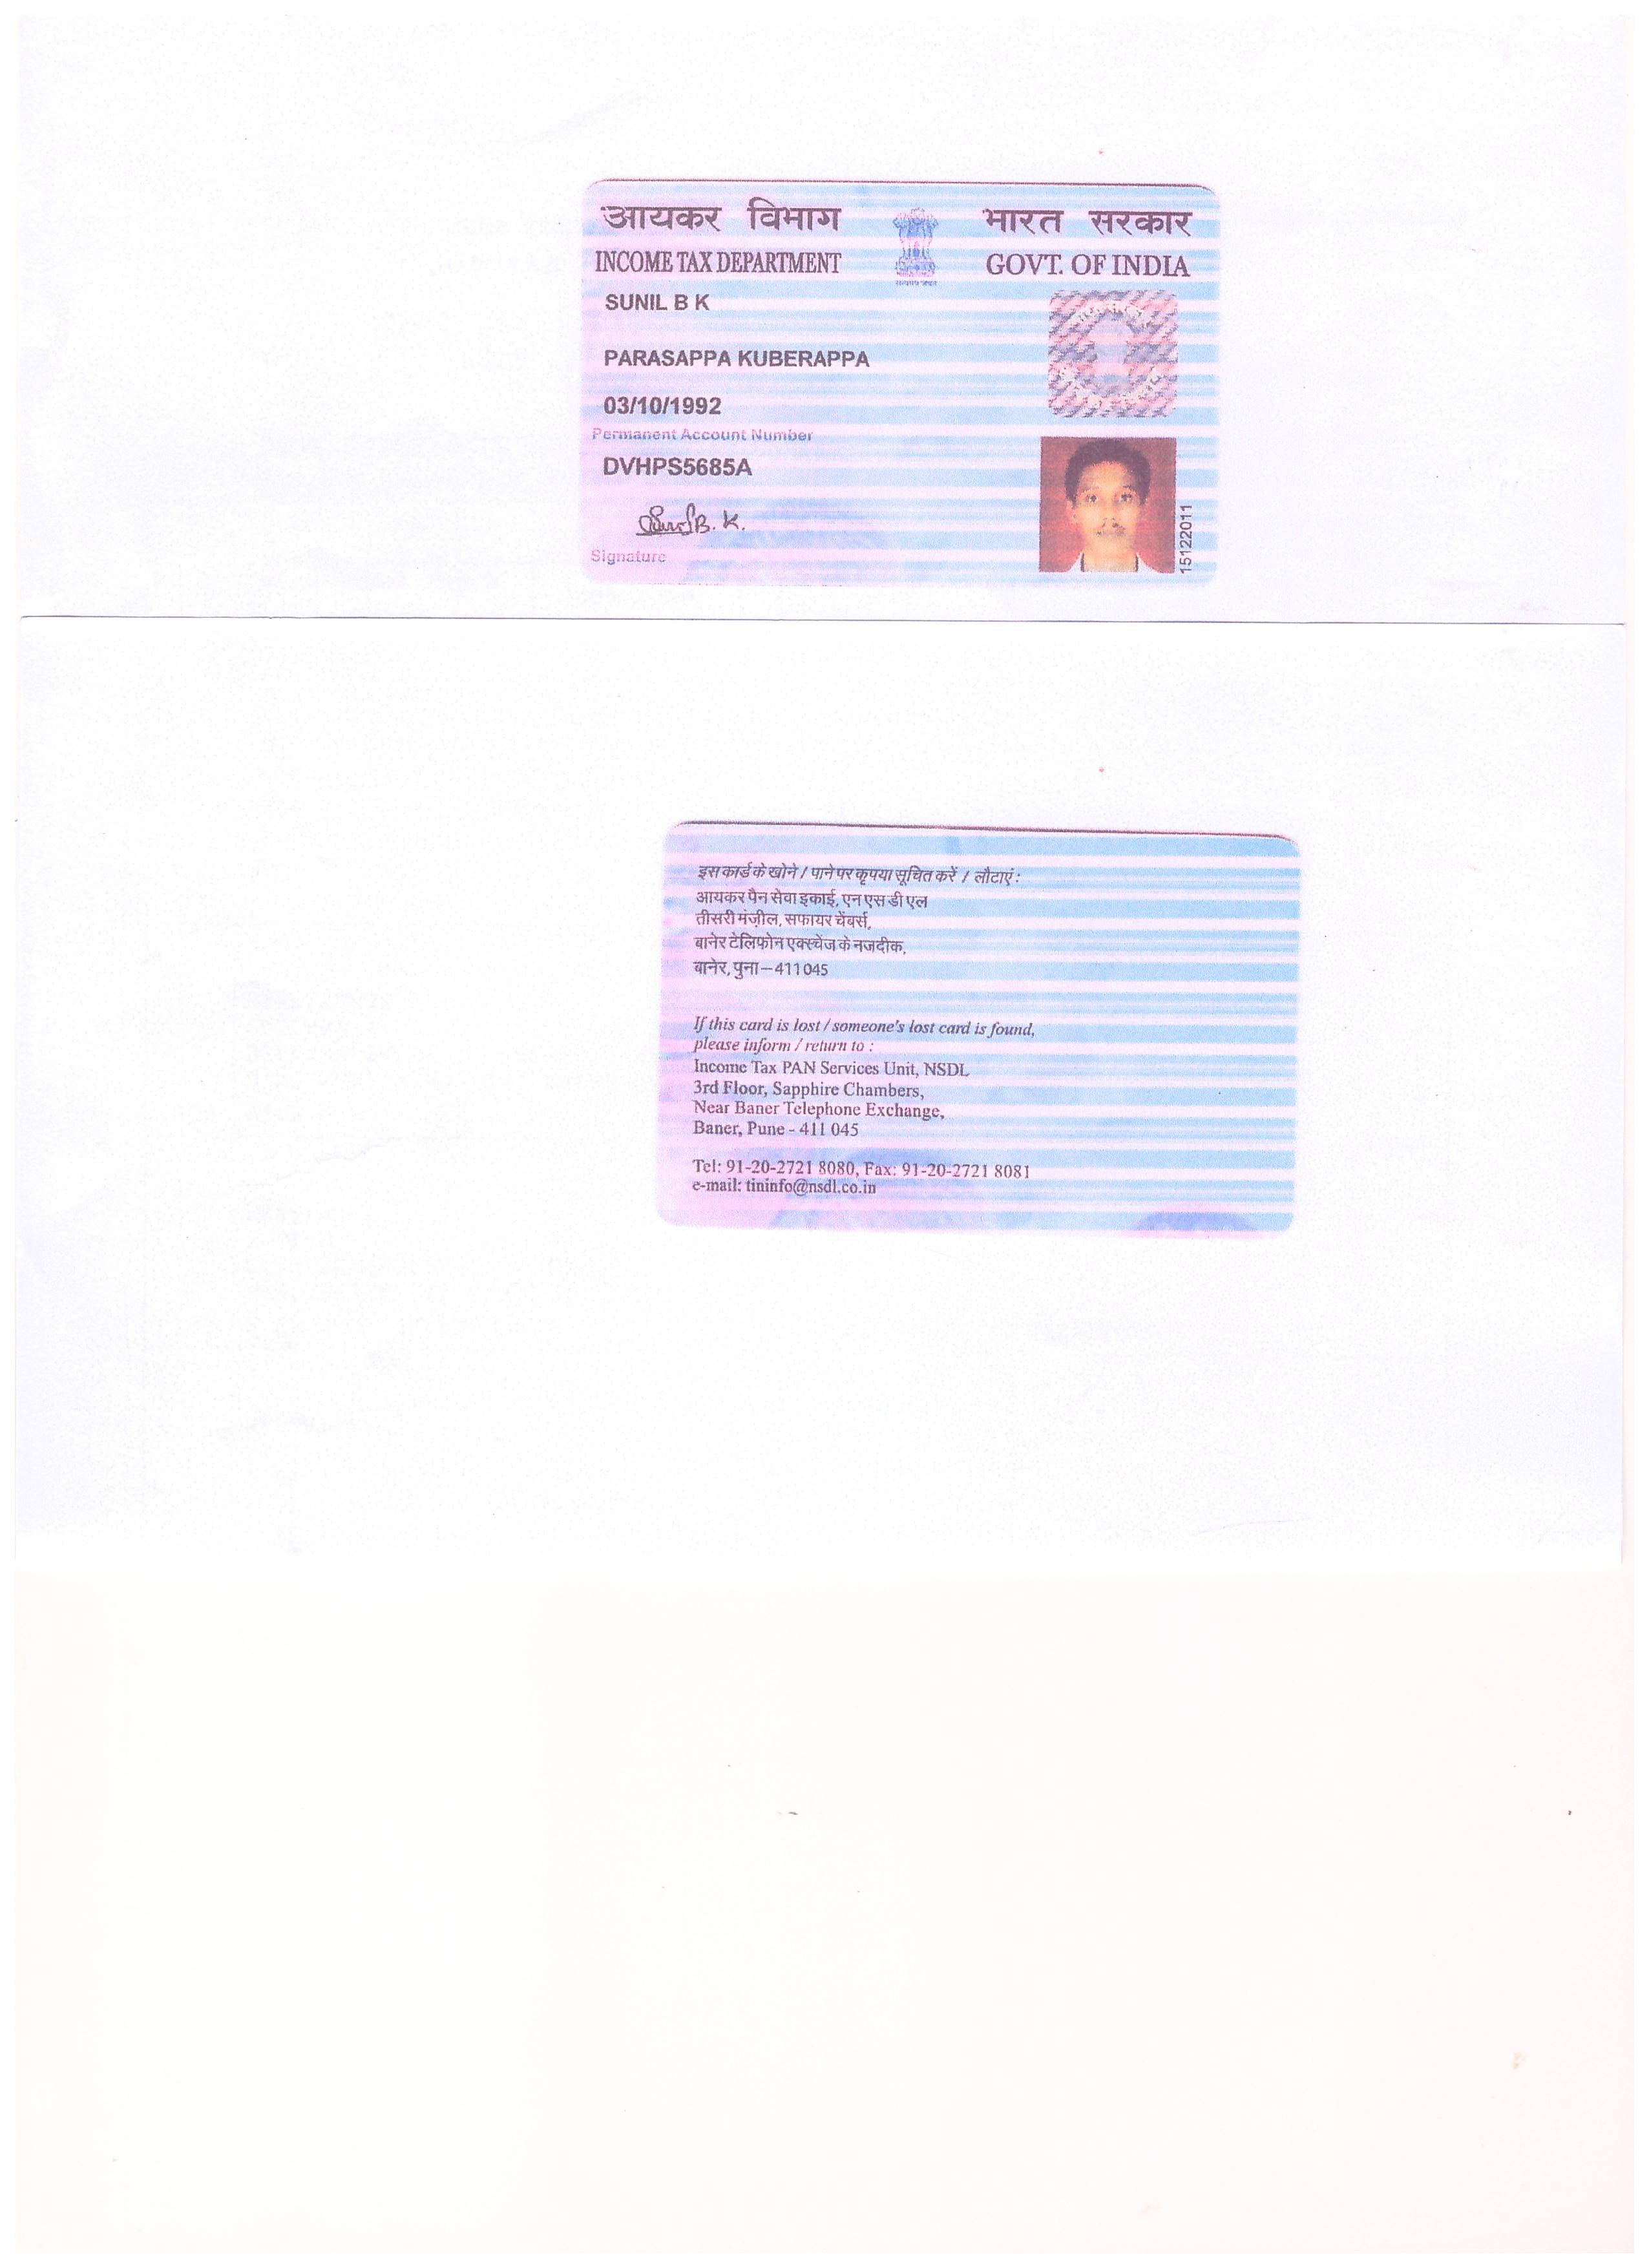 आयकर विभाग
भारत सरकार
INCOME TAX DEPARTMENT
GOVT. OF INDIA
SUNIL B K
PARASAPPA KUBERAPPA
03/10/1992
Permanent Account Number
DVHPS5685A
B. K.
Signature
15122011
इस कार्ड के खोने / पाने पर कृपया सूचित करें / लौटाएं :
आयकर पैन सेवा इकाई, एन एस डी एल
तीसरी मंज़ील, सफायर चेंबर्स,
बानेर टेलिफोन एक्स्चेंज के नजदीक,
बानेर, पुना – 411 045
If this card is lost / someone's lost card is found,
please inform / return to :
Income Tax PAN Services Unit, NSDL
3rd Floor, Sapphire Chambers,
Near Baner Telephone Exchange,
Baner, Pune - 411 045
Tel: 91-20-2721 8080, Fax: 91-20-2721 8081
e-mail: tininfo@nsdl.co.in